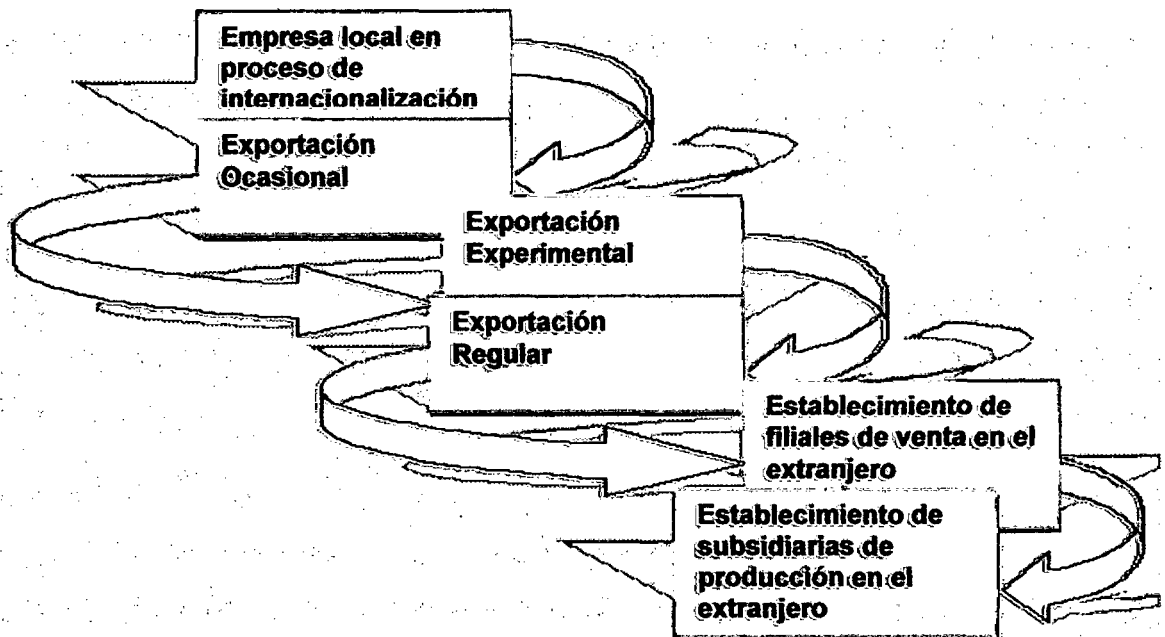 Empresa local en
proceso de
internacionalización
Exportación
Ocasional
Exportación
Experimental
Exportación
Regular
Establecimiento de
filiales de venta en el
extranjero
Establecimiento de
subsidiarias de
producción en el
extranjero